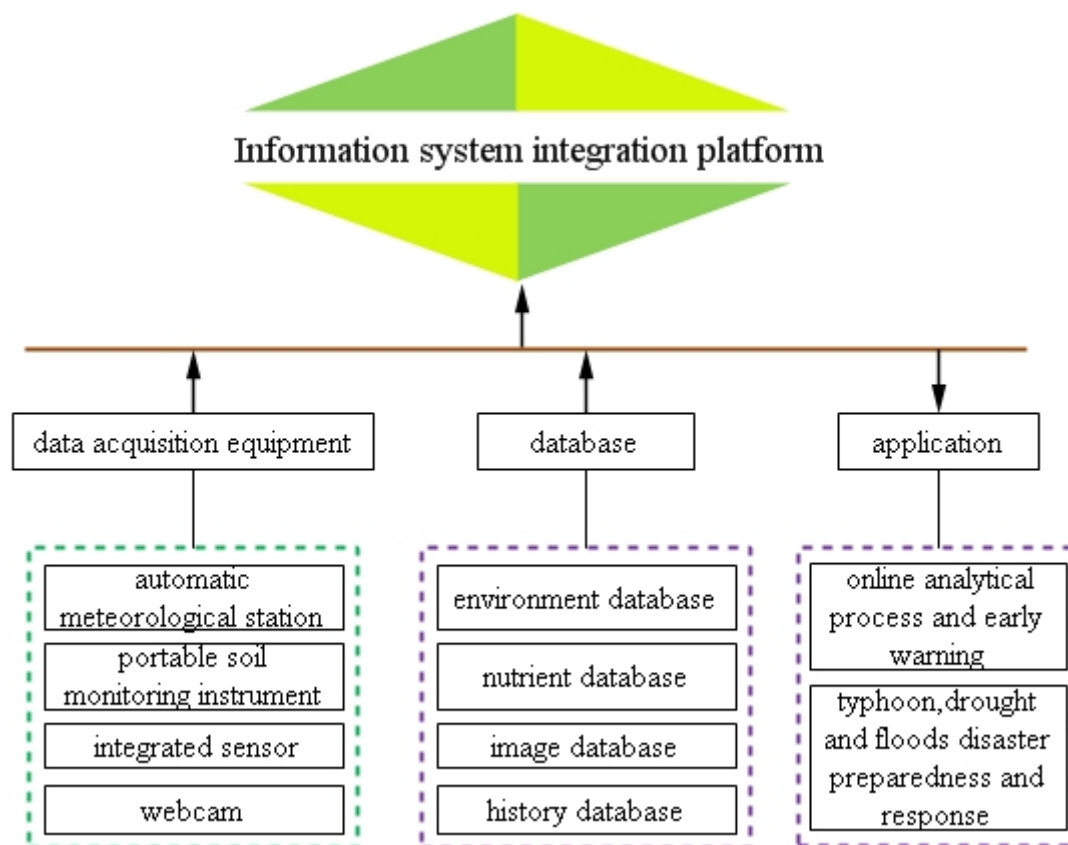 Information system integration platform
data acquisition equipment
database
application
automatic
meteorological station
portable soil
monitoring instrument
integrated sensor
webcam
environment database
nutrient database
image database
history database
online analytical
process and early
warning
typhoon,drought
and floods disaster
preparedness and
response